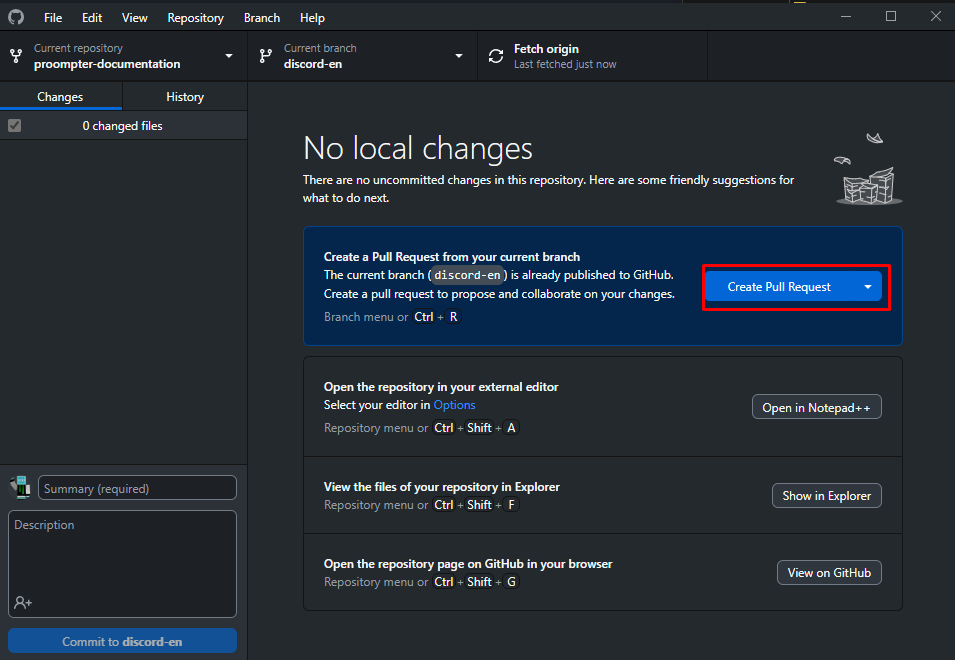 File Edit View Repository Branch Help
Current repository
proompter-documentation
Current branch
discord-en
Fetch origin
Last fetched just now
Changes
History
0 changed files
No local changes
There are no uncommitted changes in this repository. Here are some friendly suggestions for
what to do next.
Create a Pull Request from your current branch
The current branch (discord-en) is already published to GitHub.
Create a pull request to propose and collaborate on your changes.
Branch menu or Ctrl + R
Create Pull Request
Open the repository in your external editor
Select your editor in Options
Repository menu or Ctrl + Shift + A
Open in Notepad++
View the files of your repository in Explorer
Repository menu or Ctrl + Shift + F
Show in Explorer
Open the repository page on GitHub in your browser
Repository menu or Ctrl + Shift + G
View on GitHub
Summary (required)
Description
Commit to discord-en